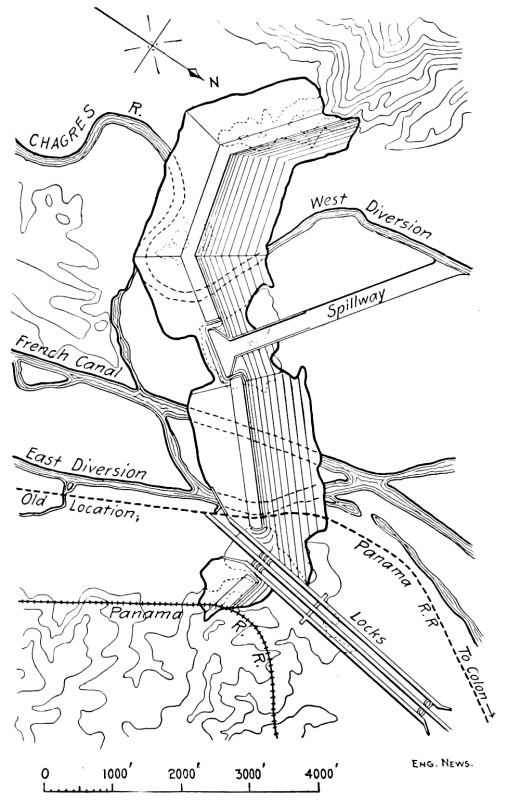 N
CHAGRES R.
West Diversion
Spillway
French Canal
East Diversion
Old Location;
Panama R.R.
To Colon
Panama R. R.
Locks
ENG. NEWS.
0 1000' 2000' 3000' 4000'